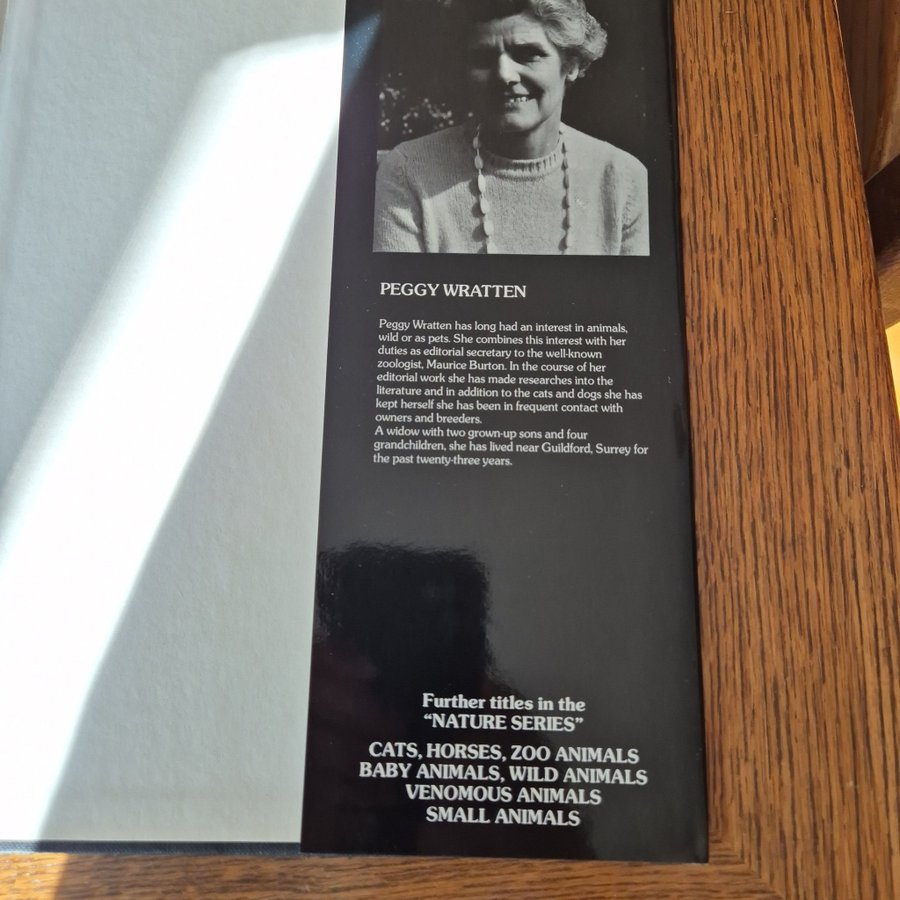 PEGGY WRATTEN
Peggy Wratten has long had an interest in animals,
wild or as pets. She combines this interest with her
duties as editorial secretary to the well-known
zoologist, Maurice Burton. In the course of her
editorial work she has made researches into the
literature and in addition to the cats and dogs she has
kept herself she has been in frequent contact with
owners and breeders.
A widow with two grown-up sons and four
grandchildren, she has lived near Guildford, Surrey for
the past twenty-three years.
Further titles in the
“NATURE SERIES”
CATS, HORSES, ZOO ANIMALS
BABY ANIMALS, WILD ANIMALS
VENOMOUS ANIMALS
SMALL ANIMALS